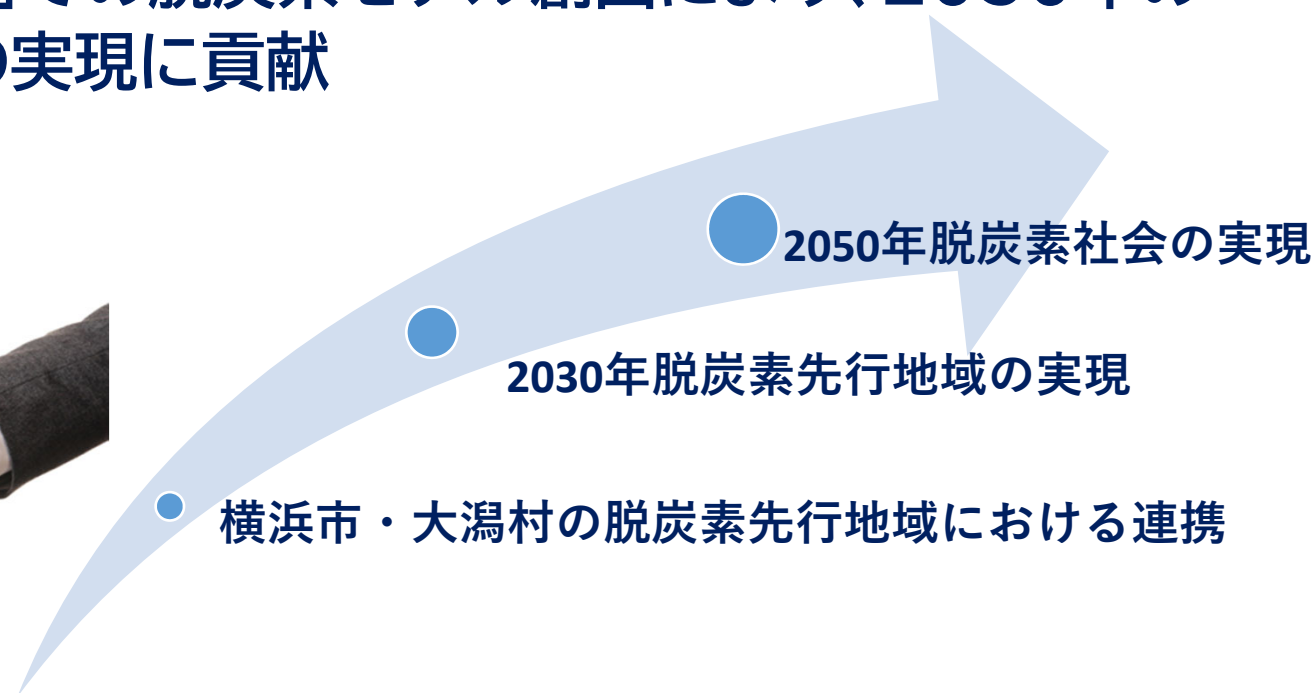 の実現に貢献
2050年脱炭素社会の実現
2030年脱炭素先行地域の実現
横浜市・大潟村の脱炭素先行地域における連携